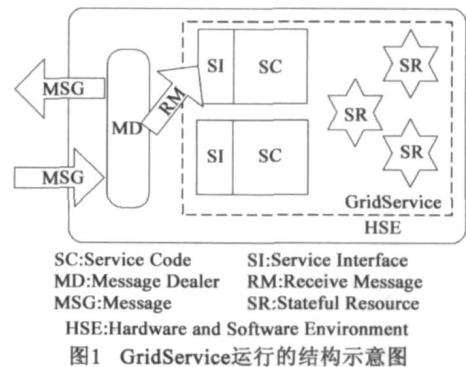 SI
SC
SR
MSG
RM
MD
SR
SI
SC
SR
MSG
GridService
HSE
SC:Service Code SI:Service Interface
MD:Message Dealer RM:Receive Message
MSG:Message SR:Stateful Resource
HSE:Hardware and Software Environment
图1 GridService运行的结构示意图